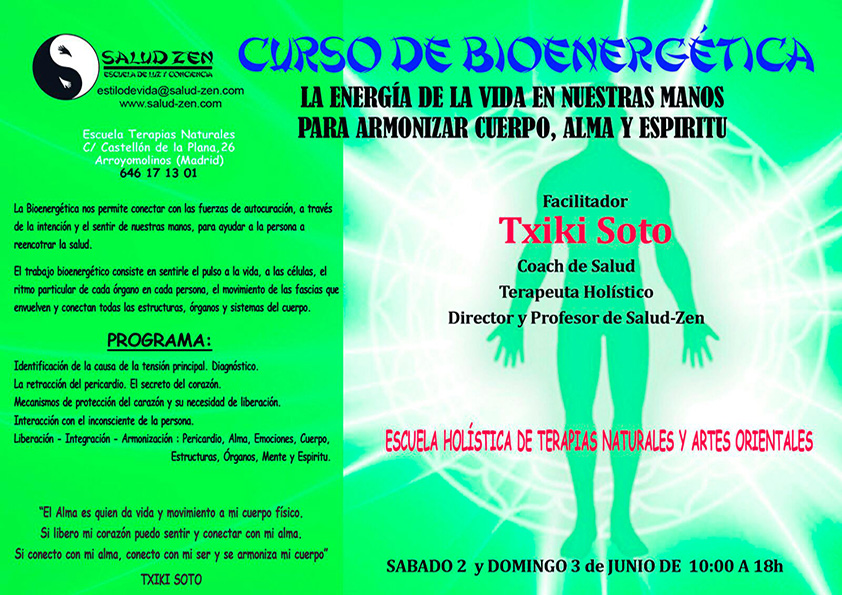 SALUD ZEN
ESCUELA DE LUZ Y CONCIENCIA
estilodevida@salud-zen.com
www.salud-zen.com
Escuela Terapias Naturales
C/ Castellón de la Plana,26
Arroyomolinos (Madrid)
646 17 13 01
La Bioenergética nos permite conectar con las fuerzas de autocuración, a través
de la intención y el sentir de nuestras manos, para ayudar a la persona a
reencotrar la salud.
El trabajo bioenergético consiste en sentirle el pulso a la vida, a las células, el
ritmo particular de cada órgano en cada persona, el movimiento de las fascias que
envuelven y conectan todas las estructuras, órganos y sistemas del cuerpo.
PROGRAMA:
Identificación de la causa de la tensión principal. Diagnóstico.
La retracción del pericardio. El secreto del corazón.
Mecanismos de protección del carazón y su necesidad de liberación.
Interacción con el inconsciente de la persona.
Liberación - Integración - Armonización : Pericardio, Alma, Emociones, Cuerpo,
Estructuras, Órganos, Mente y Espiritu.
"El Alma es quien da vida y movimiento a mi cuerpo físico.
Si libero mi corazón puedo sentir y conectar con mi alma.
Si conecto con mi alma, conecto con mi ser y se armoniza mi cuerpo"
TXIKI SOTO
CURSO DE BIOENERGÉTICA
LA ENERGÍA DE LA VIDA EN NUESTRAS MANOS
PARA ARMONIZAR CUERPO, ALMA Y ESPIRITU
Facilitador
Txiki Soto
Coach de Salud
Terapeuta Holístico
Director y Profesor de Salud-Zen
ESCUELA HOLÍSTICA DE TERAPIAS NATURALES Y ARTES ORIENTALES
SABADO 2 y DOMINGO 3 de JUNIO DE 10:00 A 18h